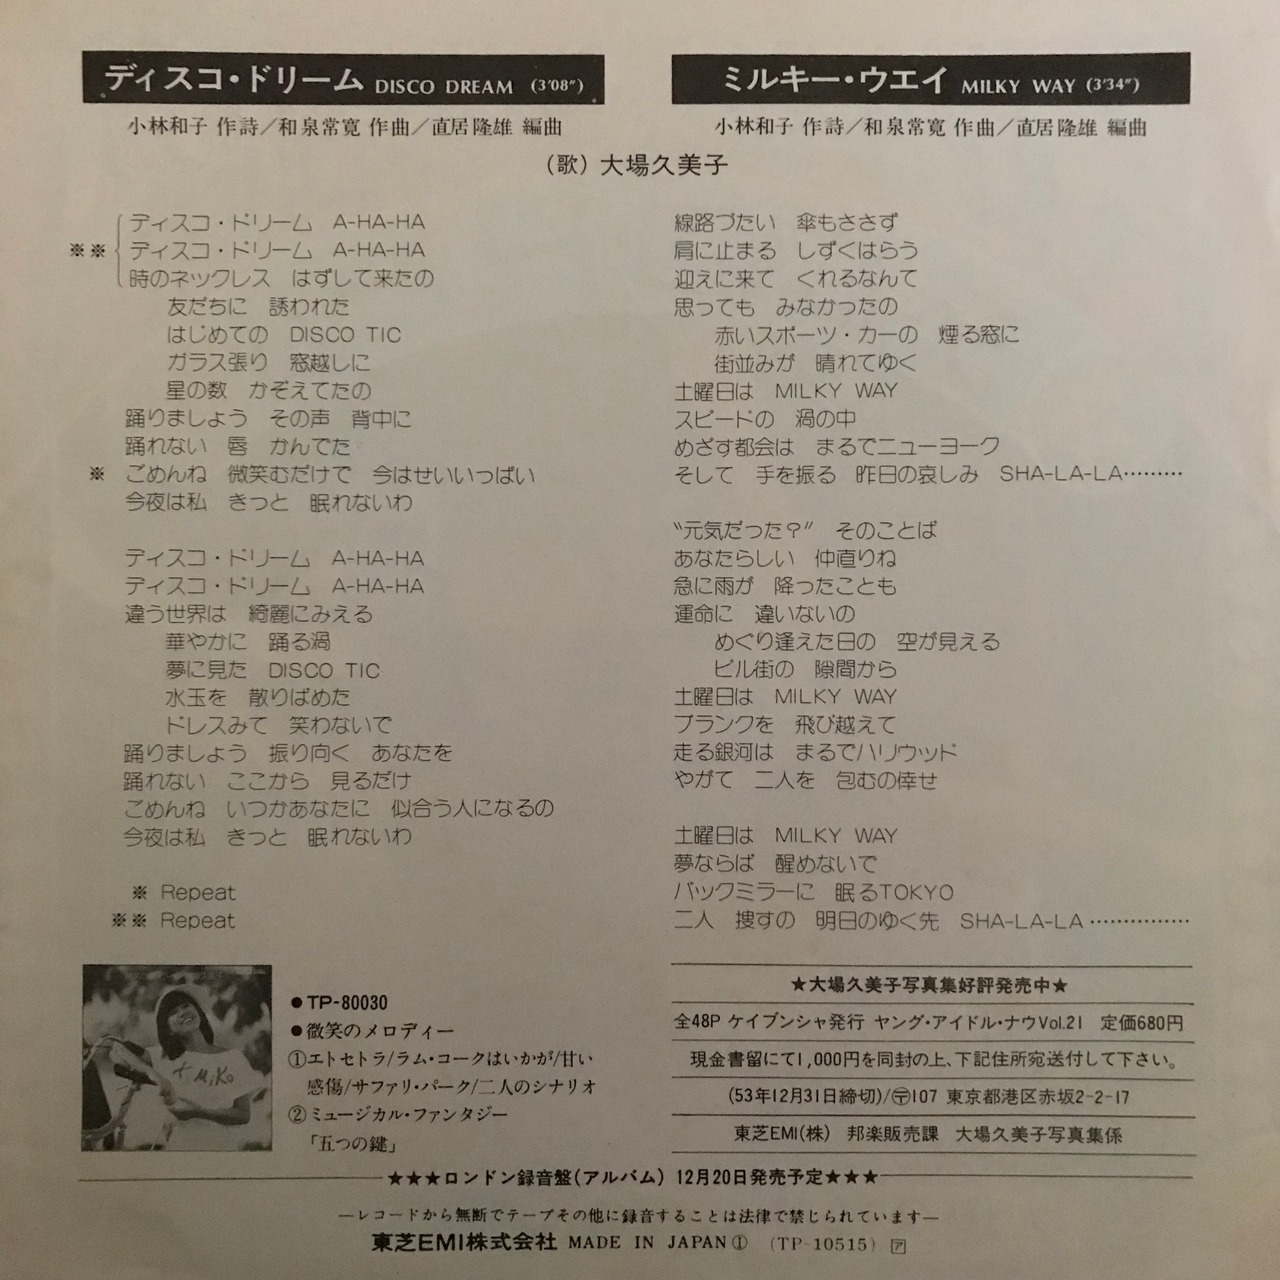 ディスコ・ドリーム DISCO DREAM (3'08")
小林和子 作詩／和泉常寛 作曲／直居隆雄 編曲
ミルキー・ウエイ MILKY WAY (3'34")
小林和子 作詩／和泉常寛 作曲／直居隆雄 編曲
(歌) 大場久美子
ディスコ・ドリーム A-HA-HA
※※ ディスコ・ドリーム A-HA-HA
時のネックレス はずして来たの
友だちに 誘われた
はじめての DISCO TIC
ガラス張り 窓越しに
星の数 かぞえてたの
踊りましょう その声 背中に
踊れない 唇 かんでた
※ ごめんね 微笑むだけで 今はせいいっぱい
今夜は私 きっと 眠れないわ
ディスコ・ドリーム A-HA-HA
ディスコ・ドリーム A-HA-HA
違う世界は 綺麗にみえる
華やかに 踊る渦
夢に見た DISCO TIC
水玉を 散りばめた
ドレスみて 笑わないで
踊りましょう 振り向く あなたを
踊れない ここから 見るだけ
ごめんね いつかあなたに 似合う人になるの
今夜は私 きっと 眠れないわ
※ Repeat
※※ Repeat
線路づたい 傘もささず
肩に止まる しずくはらう
迎えに来て くれるなんて
思っても みなかったの
赤いスポーツ・カーの 煙る窓に
街並みが 晴れてゆく
土曜日は MILKY WAY
スピードの 渦の中
めざす都会は まるでニューヨーク
そして 手を振る 昨日の哀しみ SHA-LA-LA………
"元気だった？" そのことば
あなたらしい 仲直りね
急に雨が 降ったことも
運命に 違いないの
めぐり逢えた日の 空が見える
ビル街の 隙間から
土曜日は MILKY WAY
ブランクを 飛び越えて
走る銀河は まるでハリウッド
やがて 二人を 包むの倖せ
土曜日は MILKY WAY
夢ならば 醒めないで
バックミラーに 眠るTOKYO
二人 捜すの 明日のゆく先 SHA-LA-LA……………
K Miko
●TP-80030
●微笑のメロディー
①エトセトラ/ラム・コークはいかが/甘い
感傷/サファリ・パーク/二人のシナリオ
②ミュージカル・ファンタジー
「五つの鍵」
★大場久美子写真集好評発売中★
全48P ケイブンシャ発行 ヤング・アイドル・ナウVol.21 定価680円
現金書留にて1,000円を同封の上、下記住所宛送付して下さい。
(53年12月31日締切)/〒107 東京都港区赤坂2-2-17
東芝EMI(株) 邦楽販売課 大場久美子写真集係
★★★ロンドン録音盤(アルバム) 12月20日発売予定★★★
―レコードから無断でテープその他に録音することは法律で禁じられています―
東芝EMI株式会社 MADE IN JAPAN① (TP-10515) ア